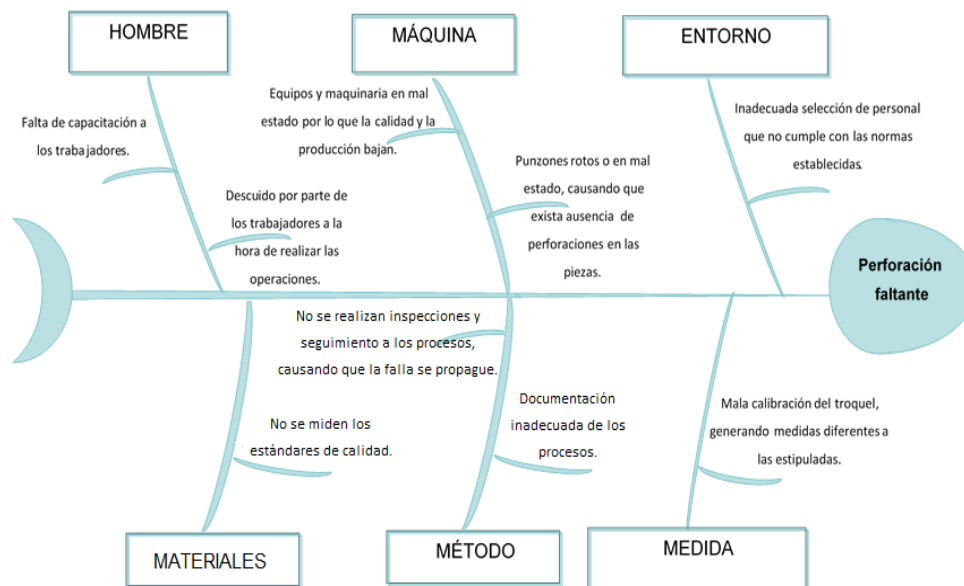 HOMBRE
MÁQUINA
ENTORNO
Falta de capacitación a
los trabajadores.
Descuido por parte de
los trabajadores a la
hora de realizar las
operaciones.
Equipos y maquinaria en mal
estado por lo que la calidad y la
producción bajan.
Punzones rotos o en mal
estado, causando que
exista ausencia de
perforaciones en las
piezas.
Inadecuada selección de personal
que no cumple con las normas
establecidas.
Perforación
faltante
No se miden los
estándares de calidad.
No se realizan inspecciones y
seguimiento a los procesos,
causando que la falla se propague.
Documentación
inadecuada de los
procesos.
Mala calibración del troquel,
generando medidas diferentes a
las estipuladas.
MATERIALES
MÉTODO
MEDIDA